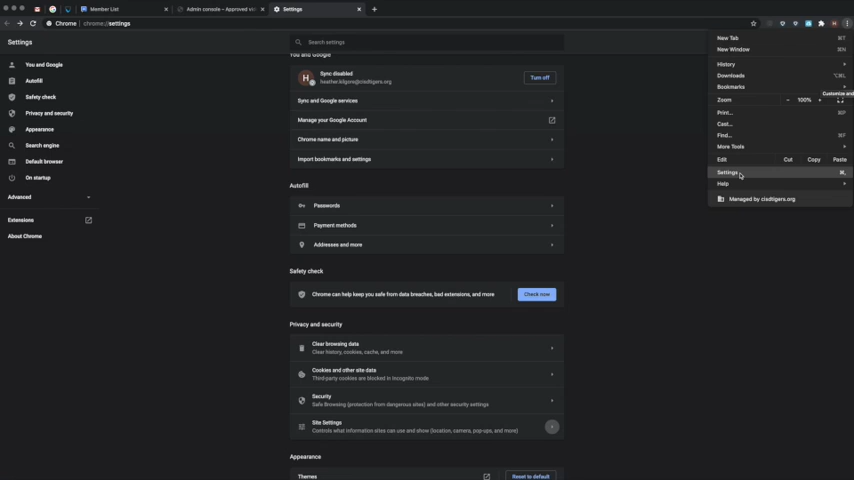 Member List
Admin console – Approved vi
Settings
Chrome | chrome://settings
Settings
Search settings
You and Google
Autofill
Safety check
Privacy and security
Appearance
Search engine
Default browser
On startup
Advanced
Extensions
About Chrome
You and Google
H
Sync disabled
Turn off
Sync and Google services
Manage your Google Account
Chrome name and picture
Import bookmarks and settings
Autofill
Passwords
Payment methods
Addresses and more
Safety check
Chrome can help keep you safe from data breaches, bad extensions, and more
Check now
Privacy and security
Clear browsing data
Clear history, cookies, cache, and more
Cookies and other site data
Third-party cookies are blocked in Incognito mode
Security
Safe Browsing (protection from dangerous sites) and other security settings
Site Settings
Controls what information sites can use and show (location, camera, pop-ups, and more)
Appearance
Themes
Reset to default
New Tab ⌘T
New Window ⌘N
History
Downloads ⌥⌘L
Bookmarks
Customize and
Zoom - 100% +
Print... ⌘P
Cast...
Find... ⌘F
More Tools
Edit Cut Copy Paste
Settings ⌘,
Help
Managed by cisdtigers.org